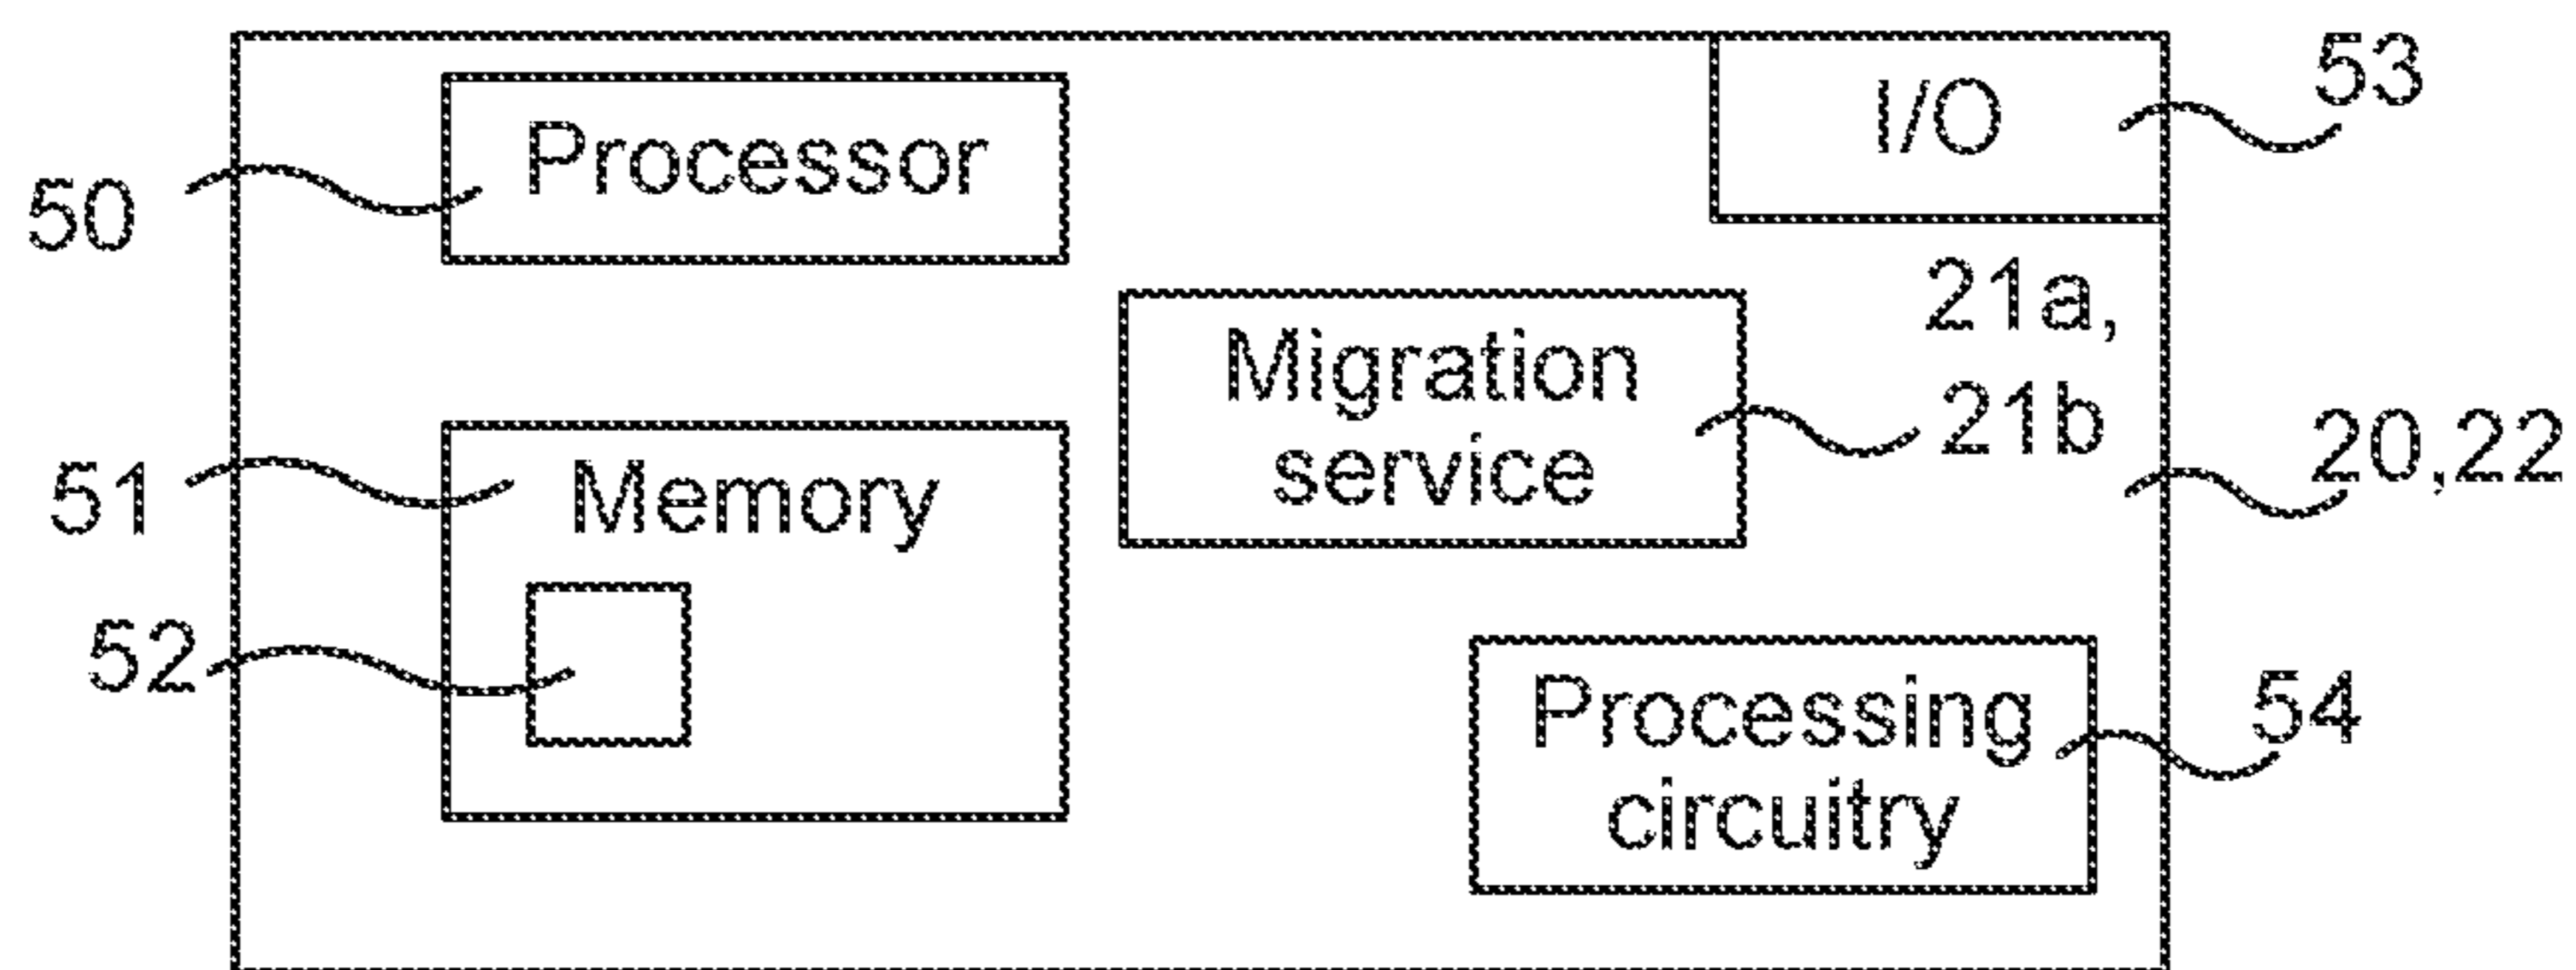 I/O
53
Processor
50
21a,
Migration
21b
20,22
service
51
Memory
52
54
Processing
circuitry